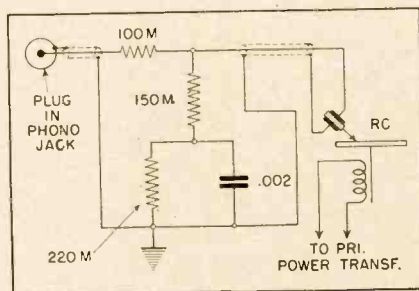 100 M
PLUG
IN
PHONO
JACK
150 M.
RC
.002
220 M
TO PRI.
POWER TRANSF.